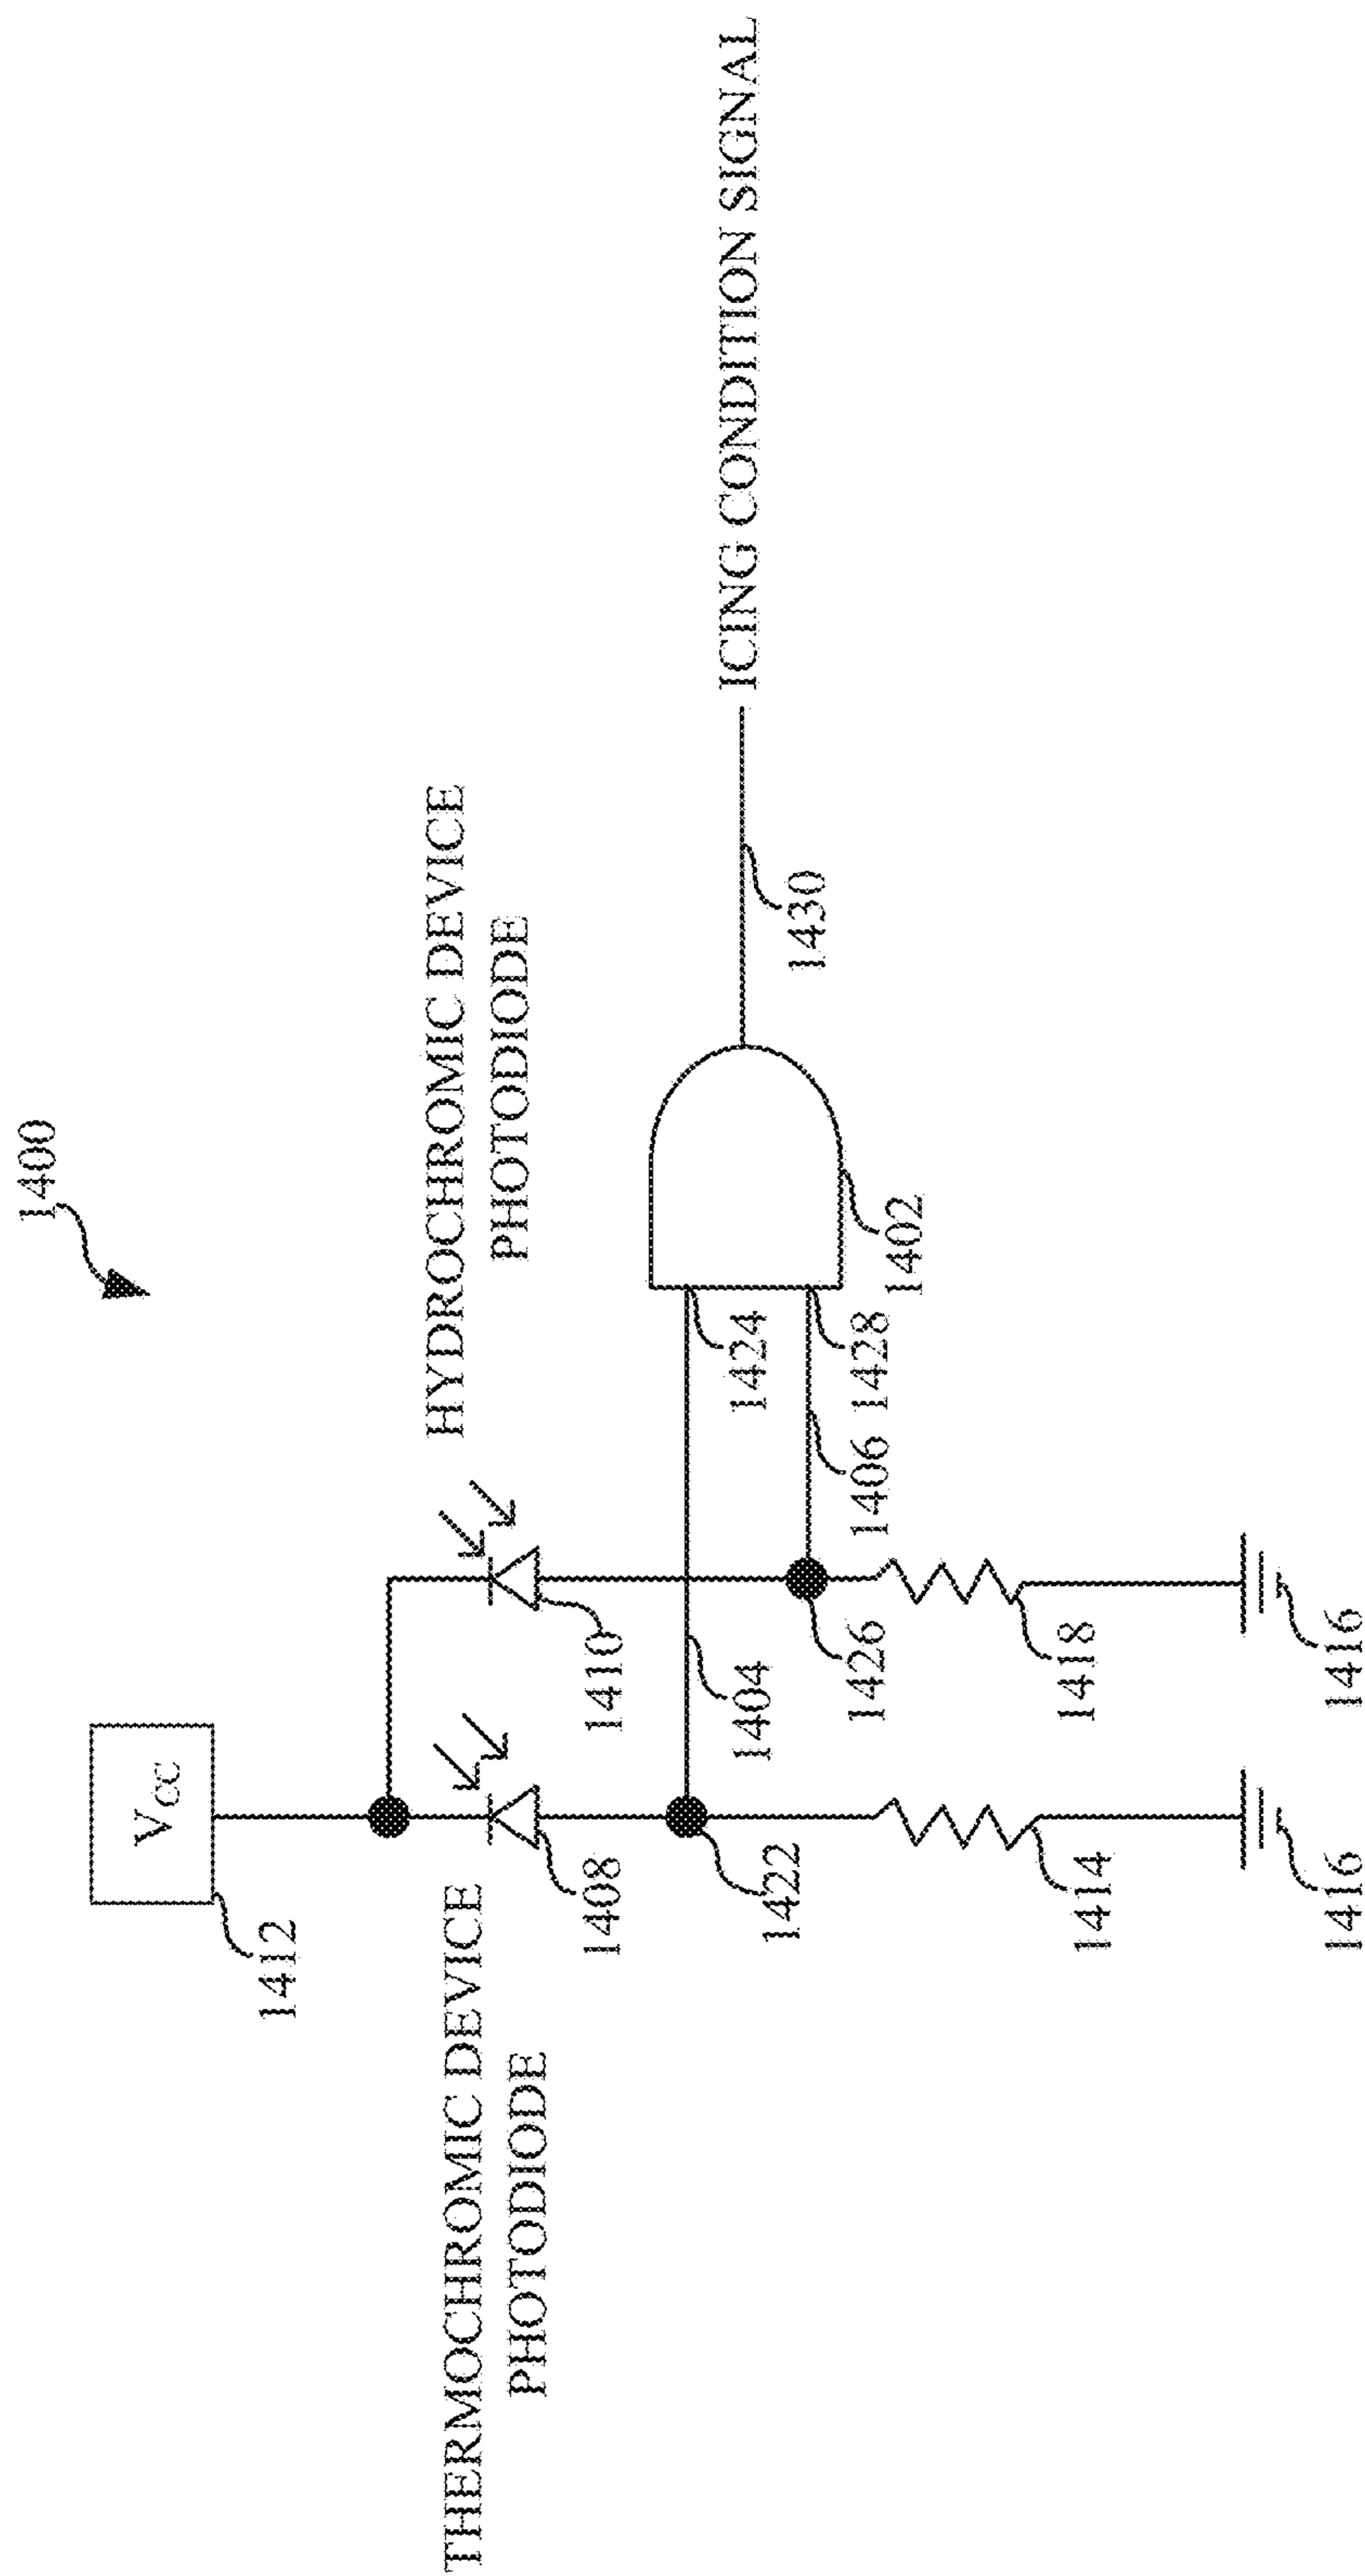 1400
VCC
1412
THERMOCHROMIC DEVICE
PHOTODIODE
HYDROCHROMIC DEVICE
PHOTODIODE
1408
1410
1422
1404
1424
1426
1406
1428
1402
1430
ICING CONDITION SIGNAL
1414
1418
1416
1416